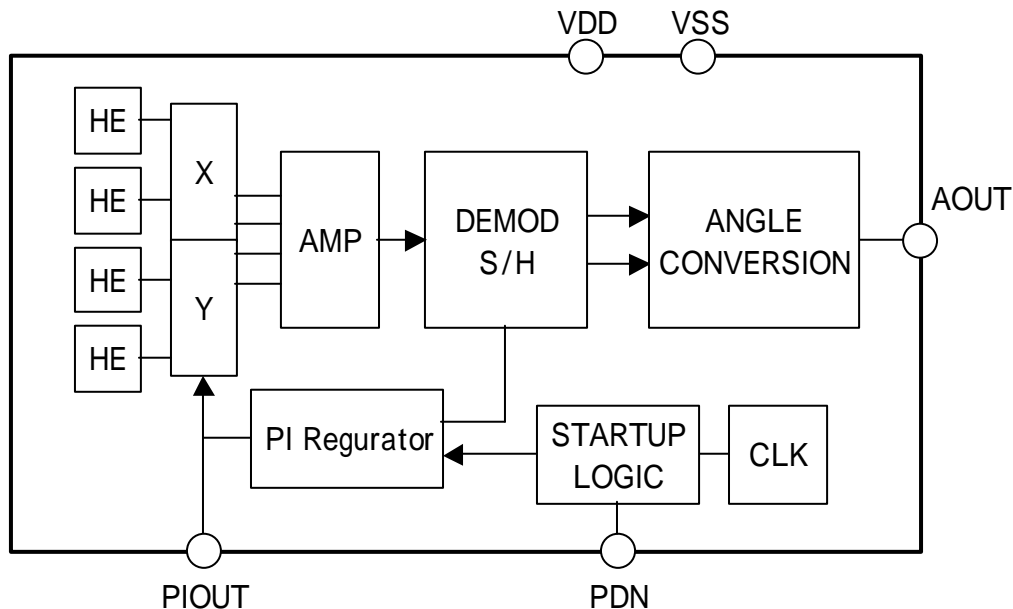 VDD
VSS
HE
HE
HE
HE
X
Y
AMP
DEMOD
S/H
ANGLE
CONVERSION
AOUT
PI Regurator
STARTUP
LOGIC
CLK
PIOUT
PDN